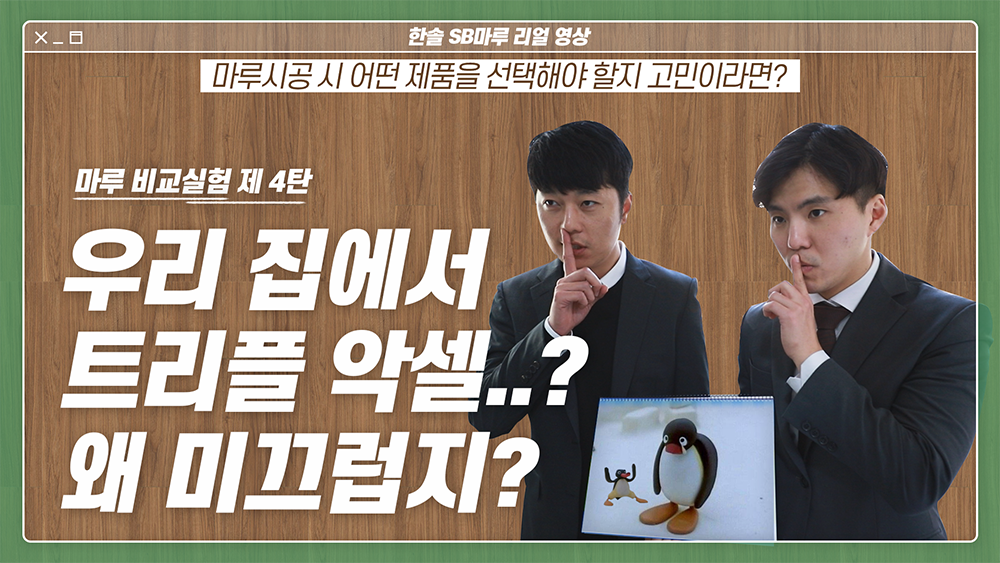 한솔 SB마루 리얼 영상
마루시공 시 어떤 제품을 선택해야 할지 고민이라면?
마루 비교실험 제 4탄
우리 집에서
트리플 악셀..?
왜 미끄럽지?